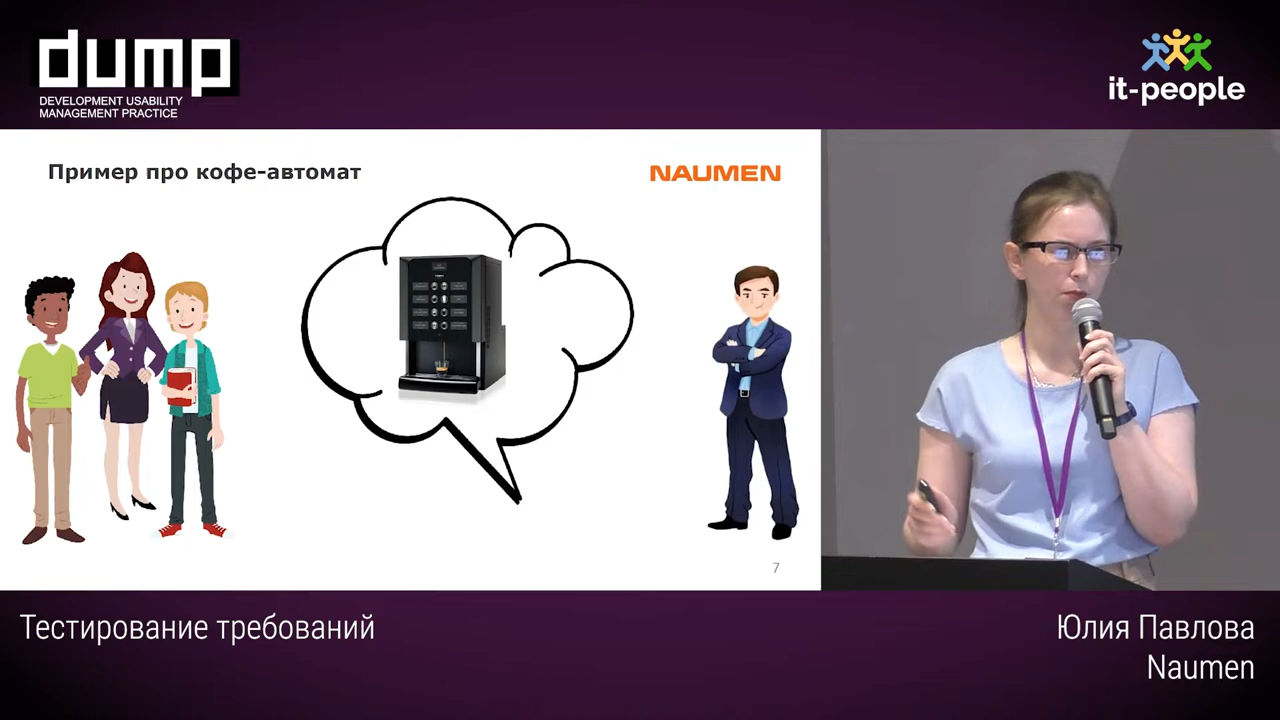 dump
DEVELOPMENT USABILITY
MANAGEMENT PRACTICE
it-people
Пример про кофе-автомат
NAUMEN
7
Тестирование требований
Юлия Павлова
Naumen